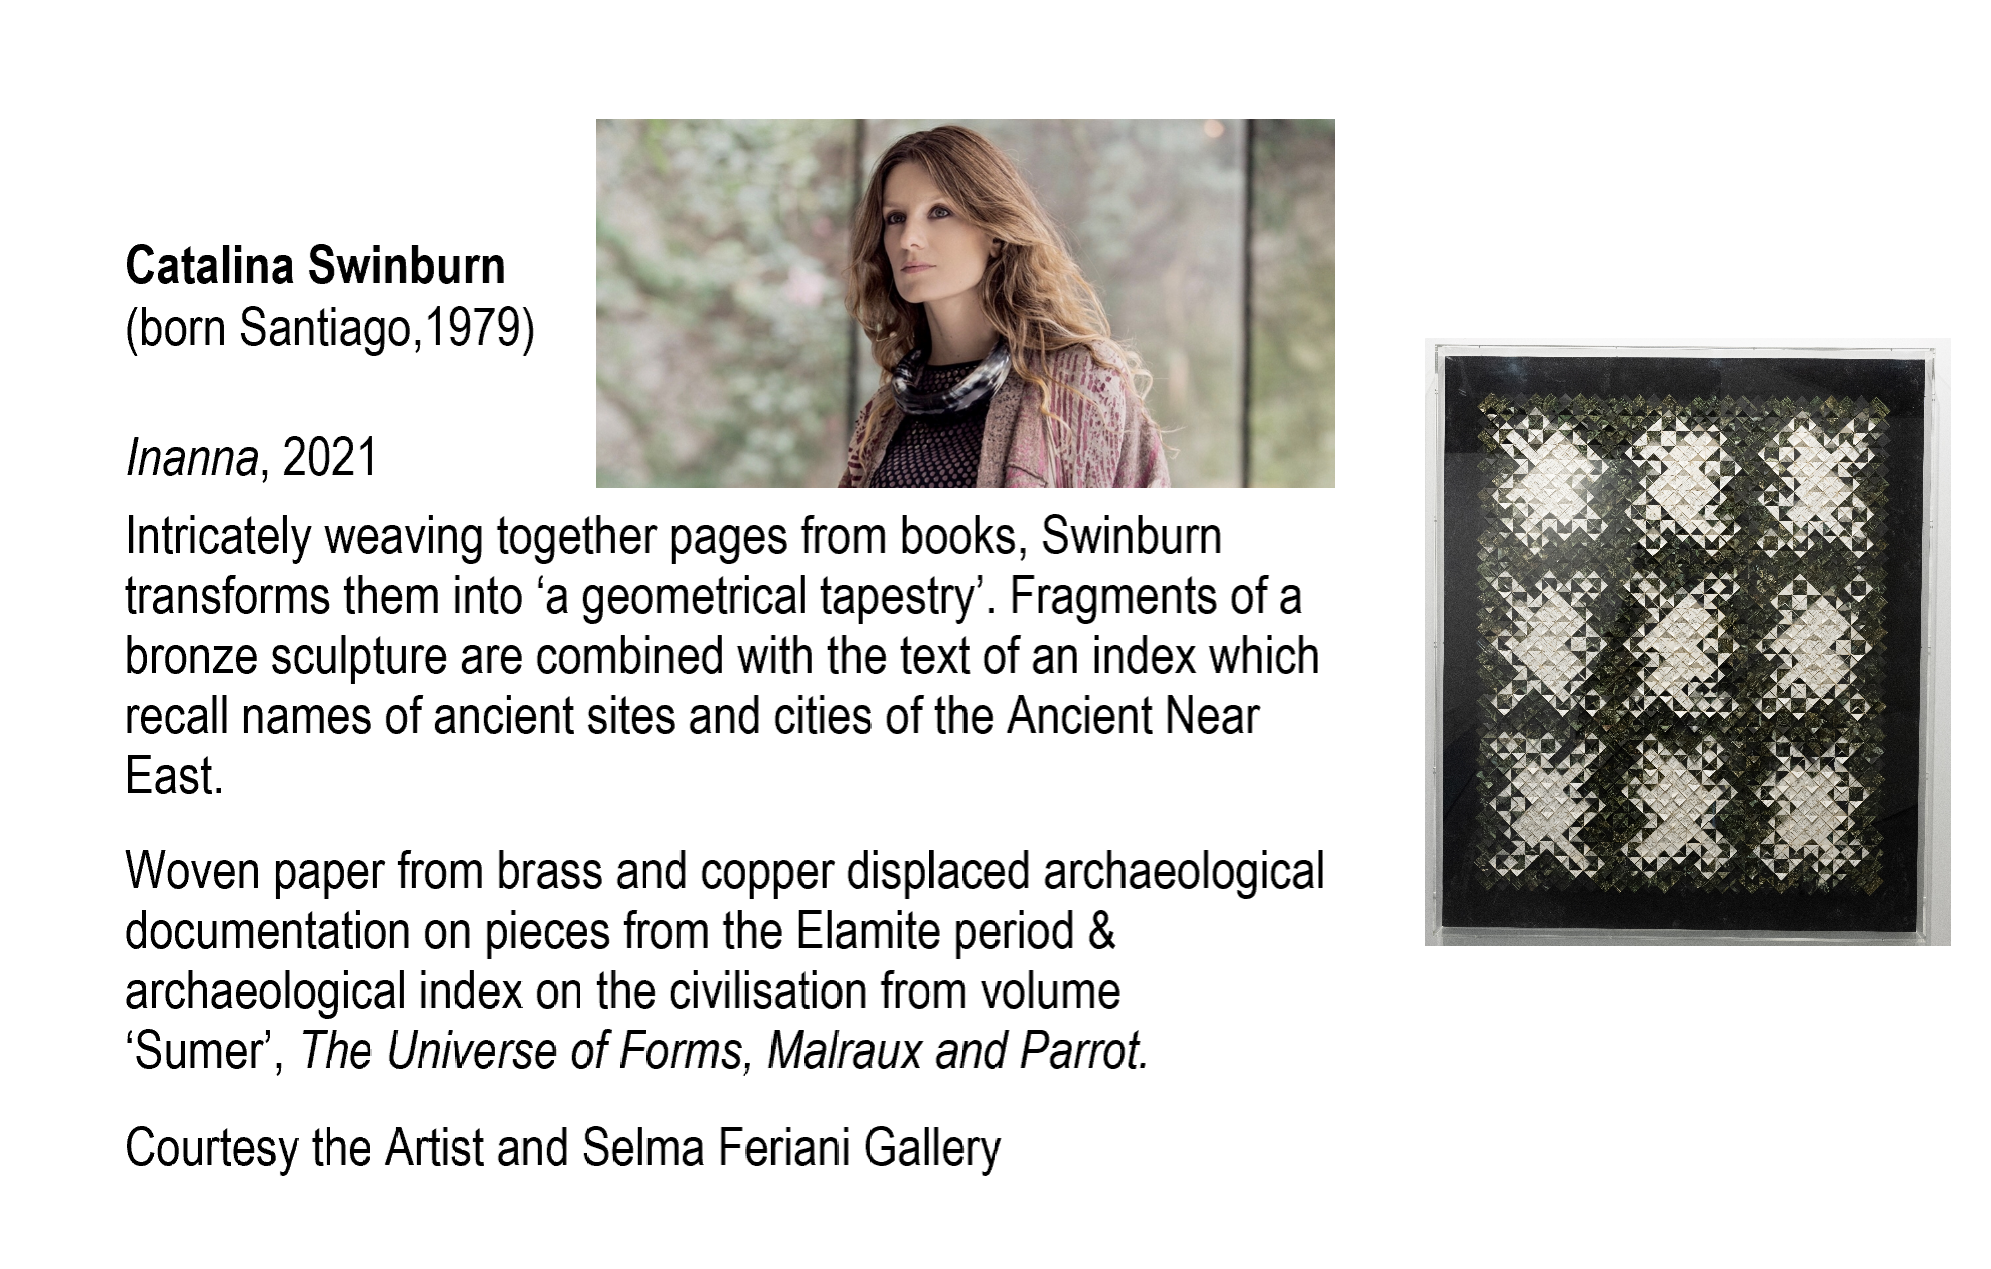 Catalina Swinburn
(born Santiago,1979)
Inanna, 2021
Intricately weaving together pages from books, Swinburn
transforms them into ‘a geometrical tapestry’. Fragments of a
bronze sculpture are combined with the text of an index which
recall names of ancient sites and cities of the Ancient Near
East.
Woven paper from brass and copper displaced archaeological
documentation on pieces from the Elamite period &
archaeological index on the civilisation from volume
‘Sumer’, The Universe of Forms, Malraux and Parrot.
Courtesy the Artist and Selma Feriani Gallery